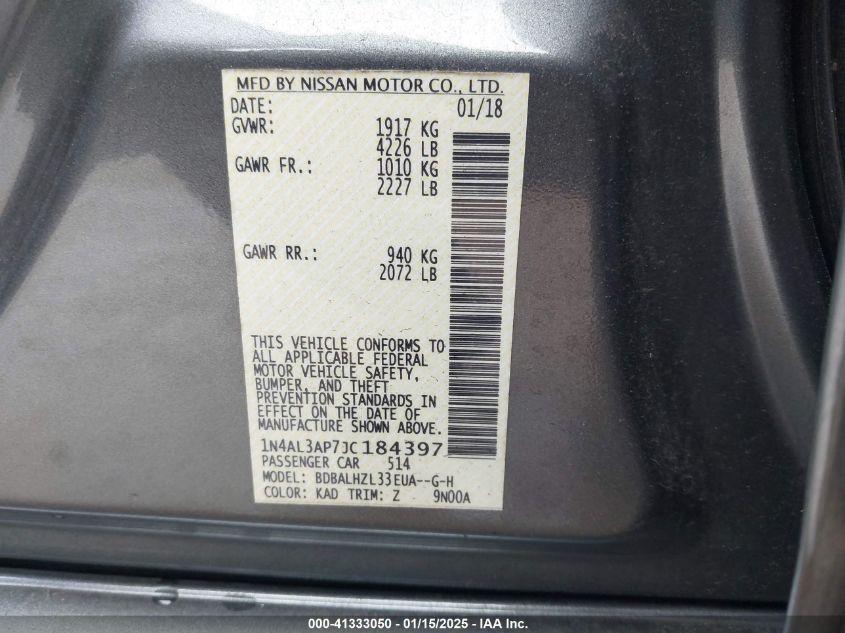 MFD BY NISSAN MOTOR CO., LTD.
DATE: 01/18
GVWR: 1917 KG
4226 LB
GAWR FR.: 1010 KG
2227 LB
GAWR RR.: 940 KG
2072 LB
THIS VEHICLE CONFORMS TO
ALL APPLICABLE FEDERAL
MOTOR VEHICLE SAFETY,
BUMPER, AND THEFT
PREVENTION STANDARDS IN
EFFECT ON THE DATE OF
MANUFACTURE SHOWN ABOVE.
1N4AL3AP7JC184397
PASSENGER CAR 514
MODEL: BDBALHZL33EUA--G-H
COLOR: KAD TRIM: Z 9N00A
000-41333050 - 01/15/2025 - IAAI.com